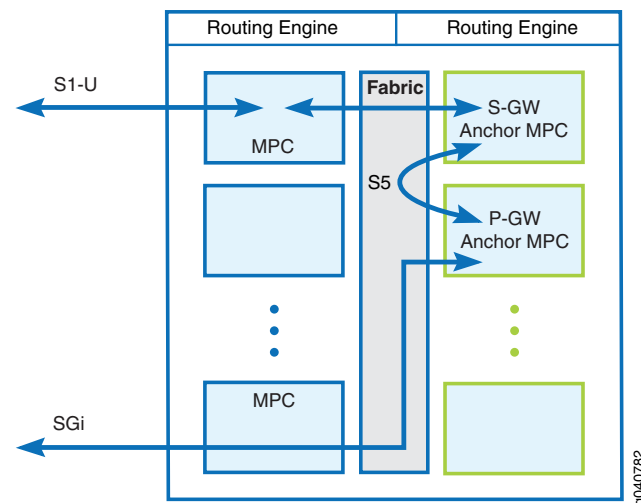 Routing Engine
Routing Engine
S1-U
Fabric
S-GW
Anchor MPC
MPC
S5
P-GW
Anchor MPC
MPC
SGi